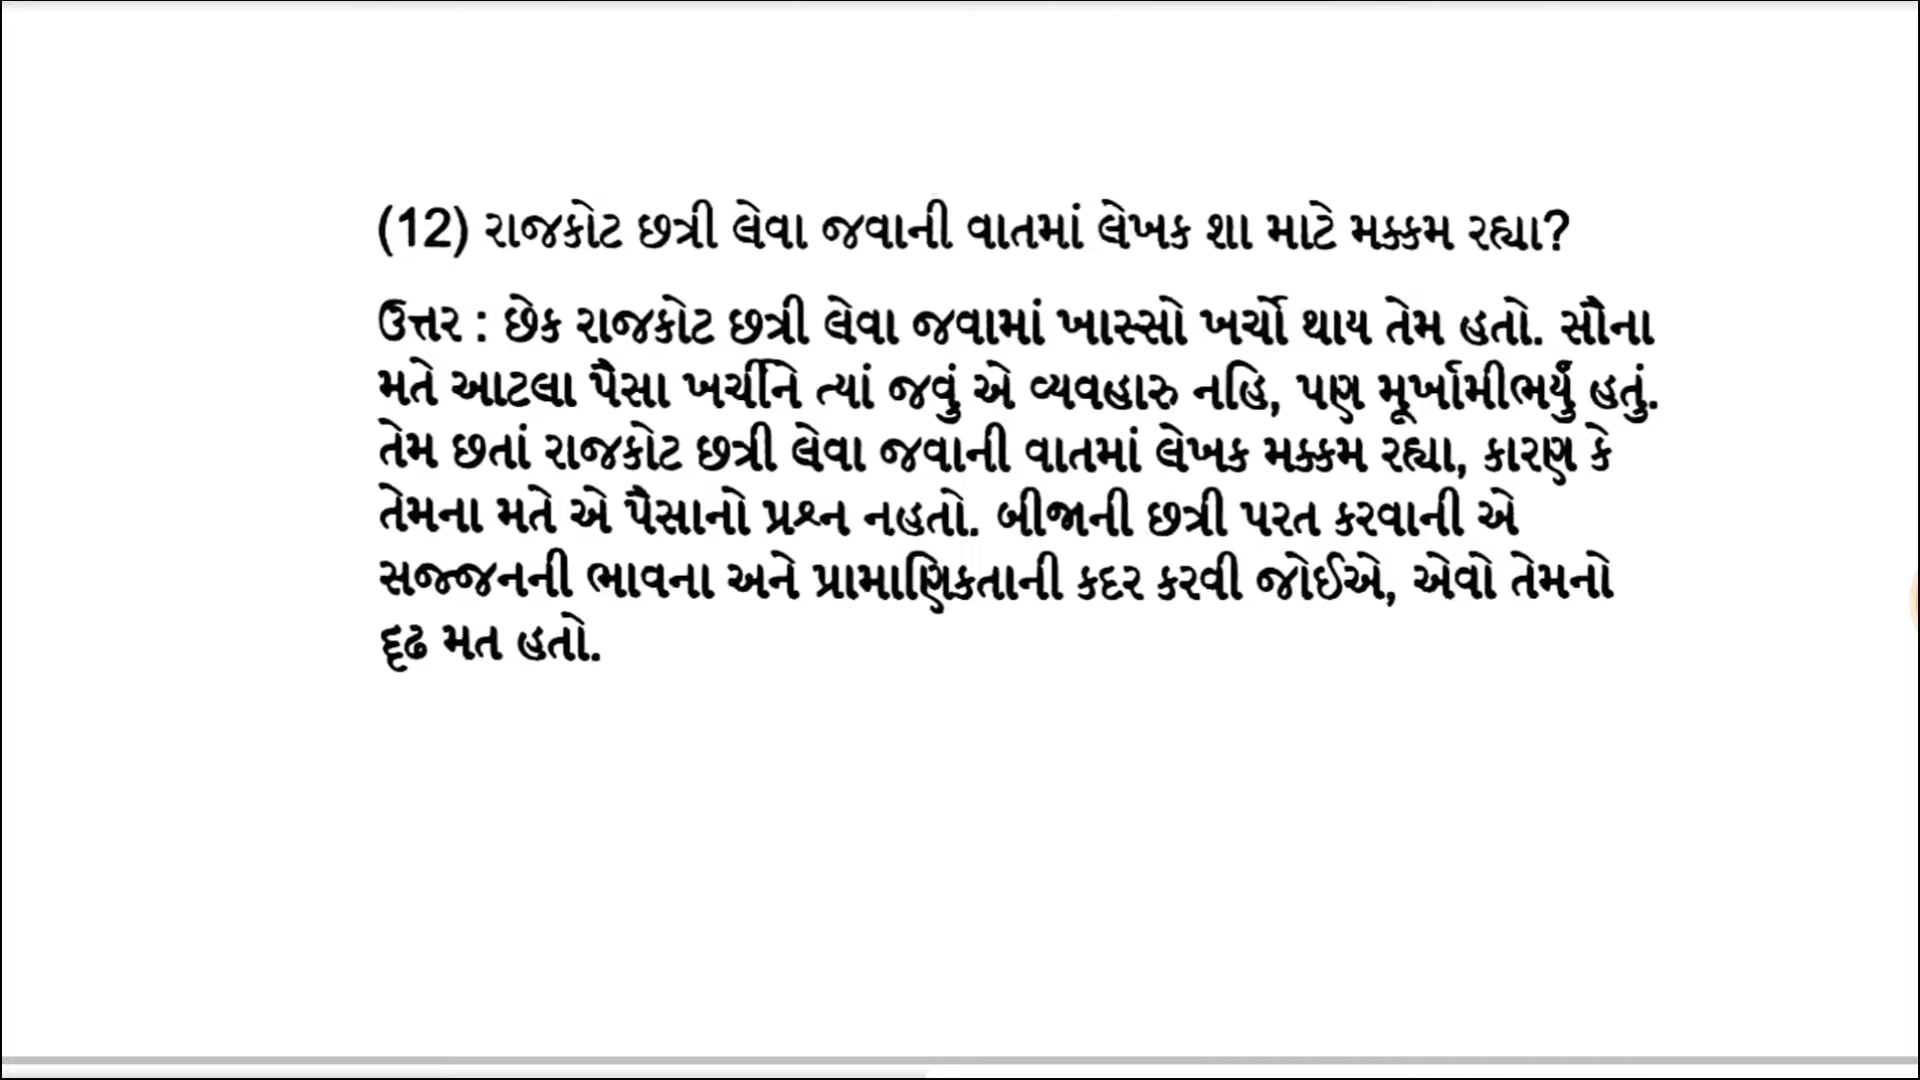 (12) રાજકોટ છત્રી લેવા જવાની વાતમાં લેખક શા માટે મક્કમ રહ્યા?
ઉત્તર : છેક રાજકોટ છત્રી લેવા જવામાં ખાસ્સો ખર્ચો થાય તેમ હતો. સૌના
મતે આટલા પૈસા ખર્ચીને ત્યાં જવું એ વ્યવહારુ નહિ, પણ મૂર્ખામીભર્યું હતું.
તેમ છતાં રાજકોટ છત્રી લેવા જવાની વાતમાં લેખક મક્કમ રહ્યા, કારણ કે
તેમના મતે એ પૈસાનો પ્રશ્ન નહતો. બીજાની છત્રી પરત કરવાની એ
સજ્જનની ભાવના અને પ્રામાણિકતાની કદર કરવી જોઈએ, એવો તેમનો
દૃઢ મત હતો.